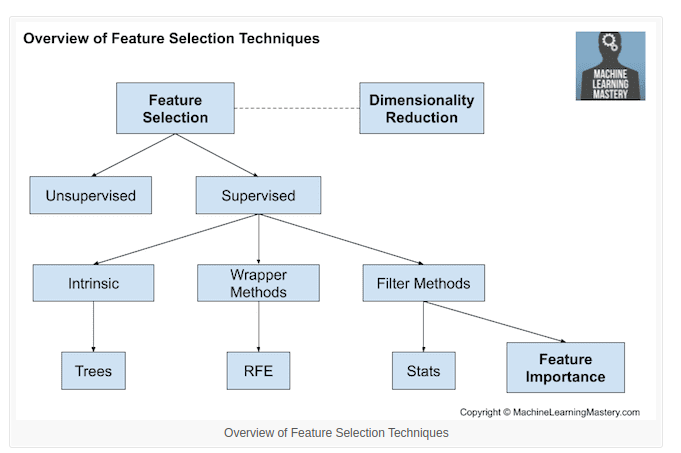 Overview of Feature Selection Techniques
MACHINE
LEARNING
MASTERY
Feature
Selection
Dimensionality
Reduction
Unsupervised
Supervised
Intrinsic
Wrapper
Methods
Filter Methods
Trees
RFE
Stats
Feature
Importance
Copyright © MachineLearningMastery.com
Overview of Feature Selection Techniques